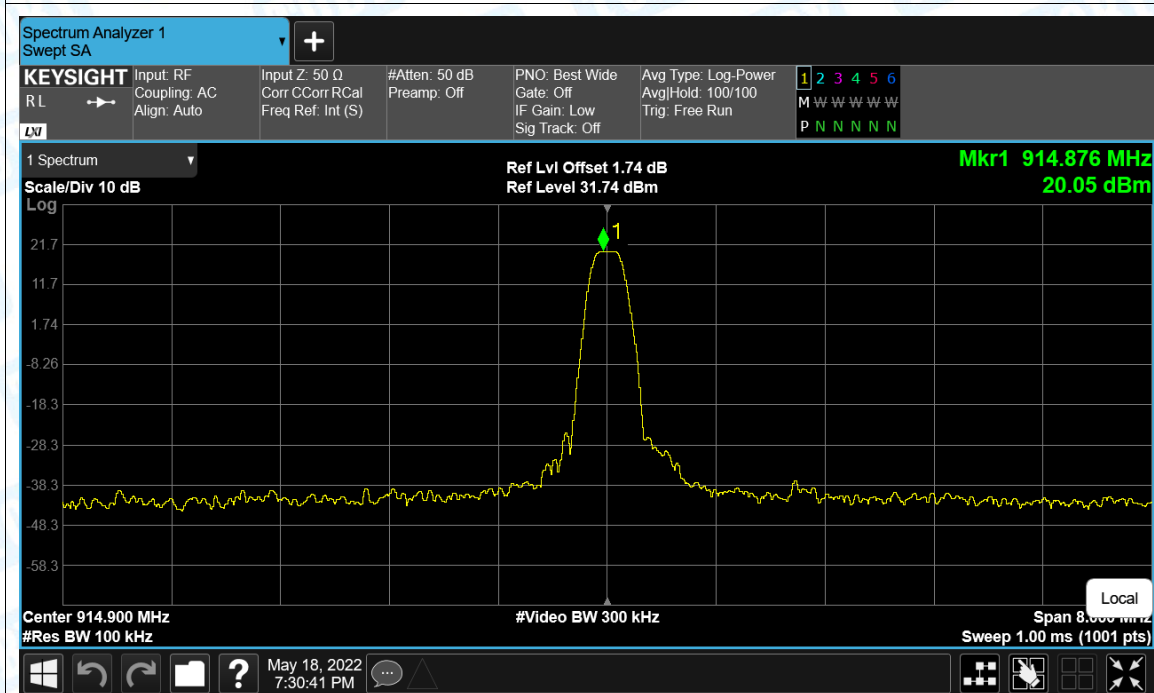 Spectrum Analyzer 1
Swept SA
+
KEYSIGHT
R L
LXI
Input: RF
Coupling: AC
Align: Auto
Input Z: 50 Ω
Corr CCorr RCal
Freq Ref: Int (S)
#Atten: 50 dB
Preamp: Off
PNO: Best Wide
Gate: Off
IF Gain: Low
Sig Track: Off
Avg Type: Log-Power
Avg|Hold: 100/100
Trig: Free Run
1 2 3 4 5 6
M W W W W W
P N N N N N
1 Spectrum
Scale/Div 10 dB
Log
Ref Lvl Offset 1.74 dB
Ref Level 31.74 dBm
Mkr1 914.876 MHz
20.05 dBm
1
21.7
11.7
1.74
-8.26
-18.3
-28.3
-38.3
-48.3
-58.3
Center 914.900 MHz
#Res BW 100 kHz
#Video BW 300 kHz
Local
Span 8.000 MHz
Sweep 1.00 ms (1001 pts)
?
May 18, 2022
7:30:41 PM